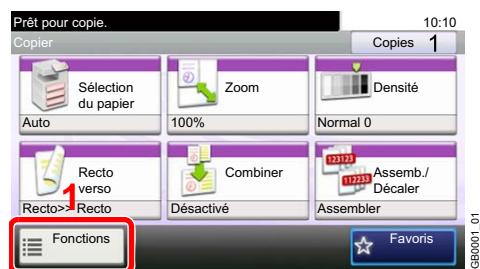 Prêt pour copie.
10:10
Copier
Copies 1
Sélection
du papier
Auto
Zoom
100%
Densité
Normal 0
Recto
verso
Recto>>Recto
1
Combiner
Désactivé
123123
112233
Assemb./
Décaler
Assembler
Fonctions
Favoris
GB0001_01